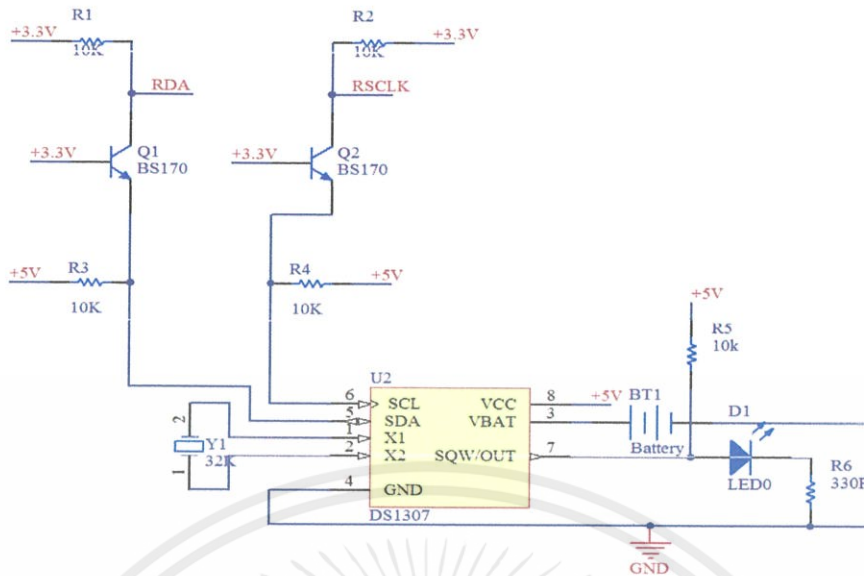 R1
R2
+3.3V
10K
10K
+3.3V
RDA
RSCLK
+3.3V
Q1
BS170
+3.3V
Q2
BS170
+5V
R3
10K
R4
10K
+5V
+5V
R5
10k
U2
6
SCL
VCC
8
+5V
BT1
5
SDA
VBAT
3
D1
2
Y1
1
32K
1
X1
2
X2
SQW/OUT
7
Battery
LED0
R6
4
GND
DS1307
GND